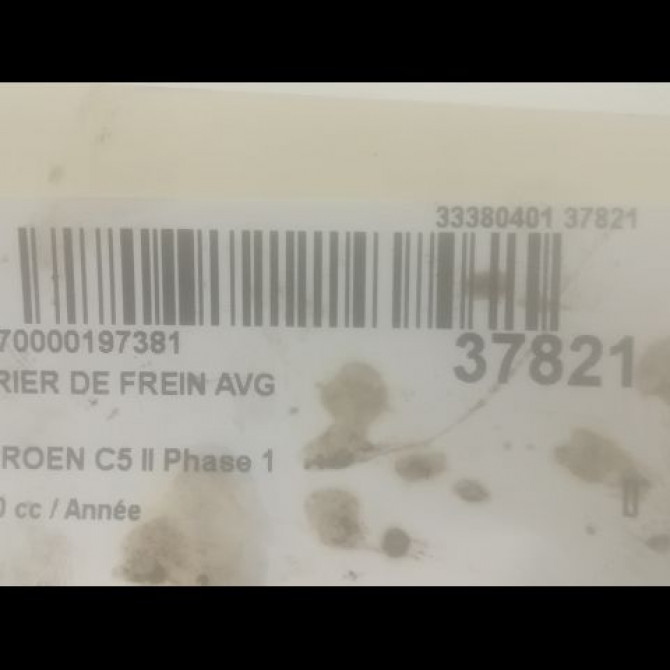 33380401 37821
70000197381
37821
RIER DE FREIN AVG
ROEN C5 II Phase 1
0 cc / Année